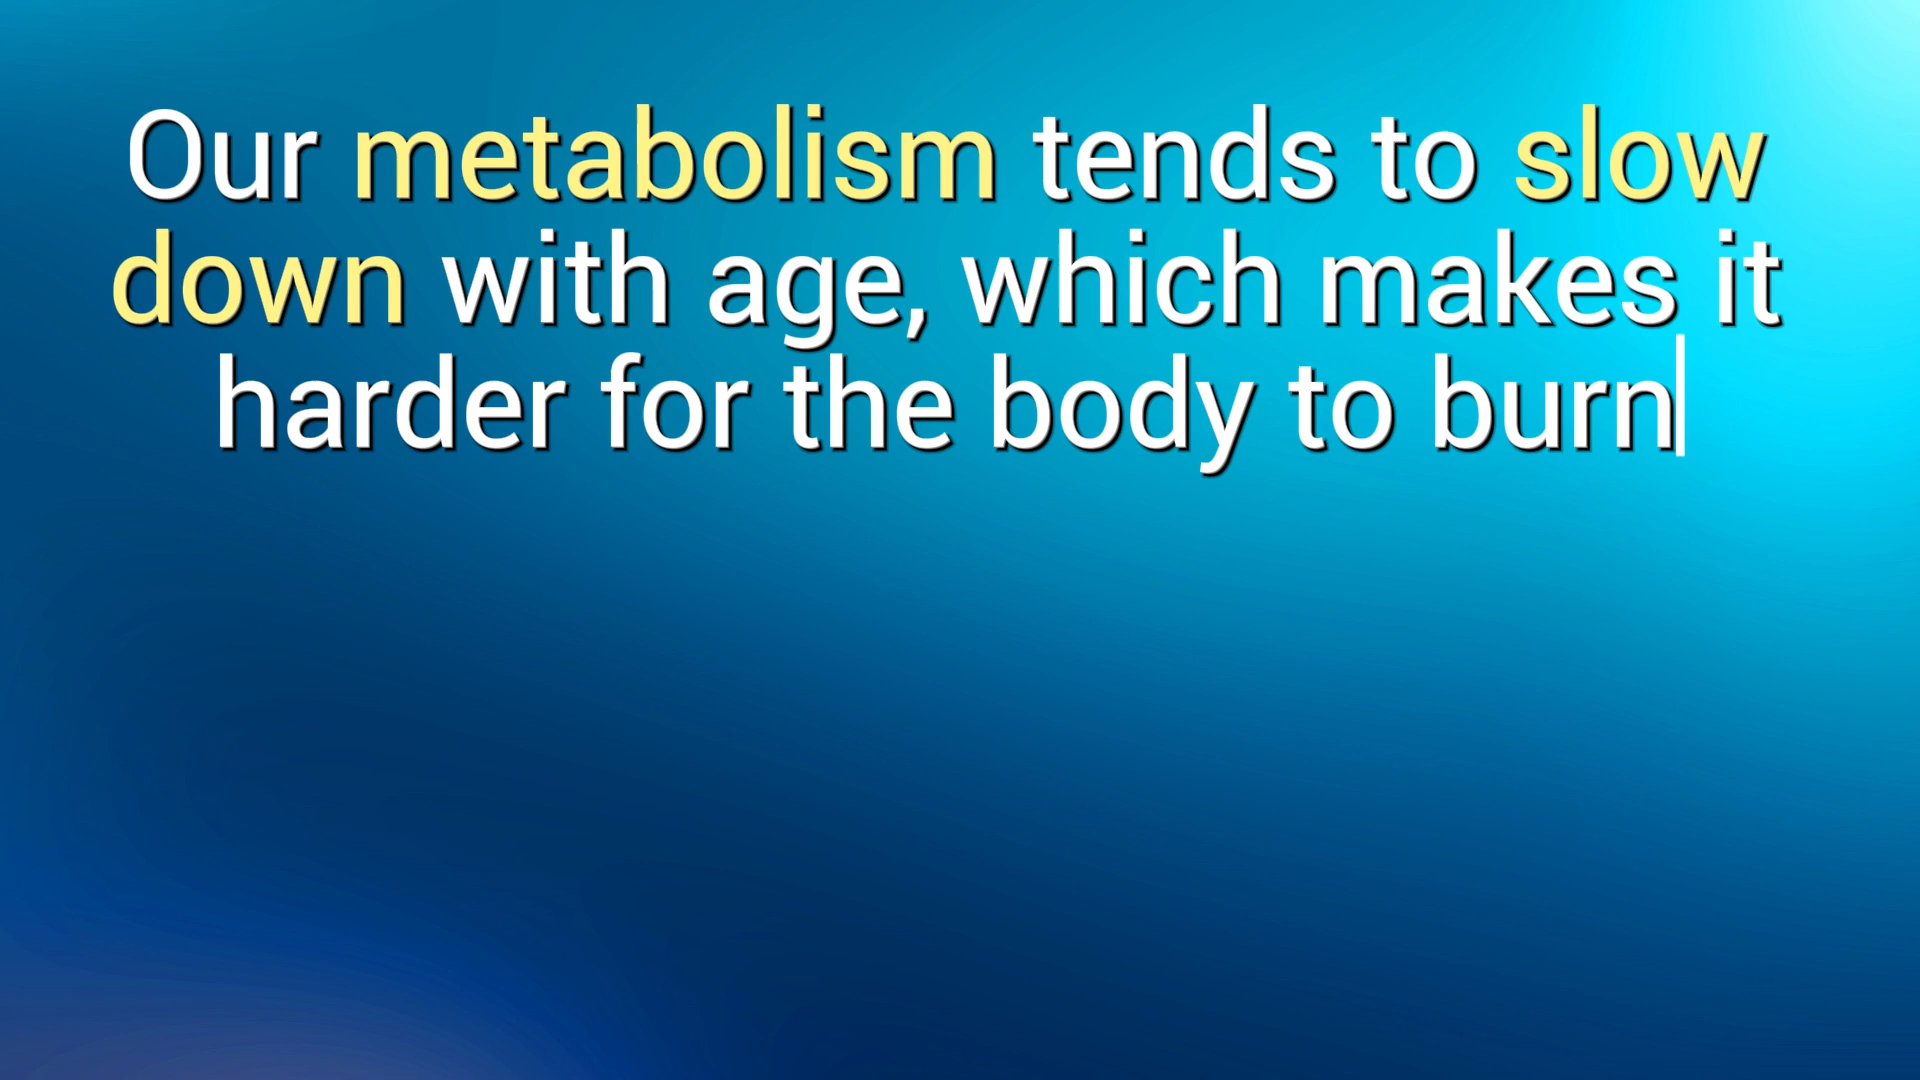 Our metabolism tends to slow
down with age, which makes it
harder for the body to burn